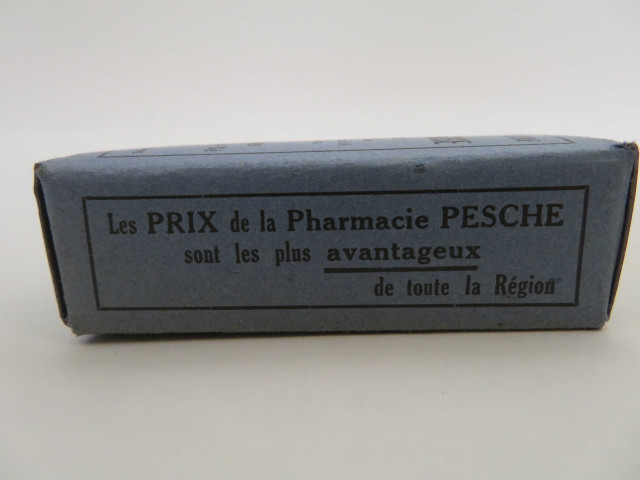 Les PRIX de la Pharmacie PESCHE
sont les plus avantageux
de toute la Région